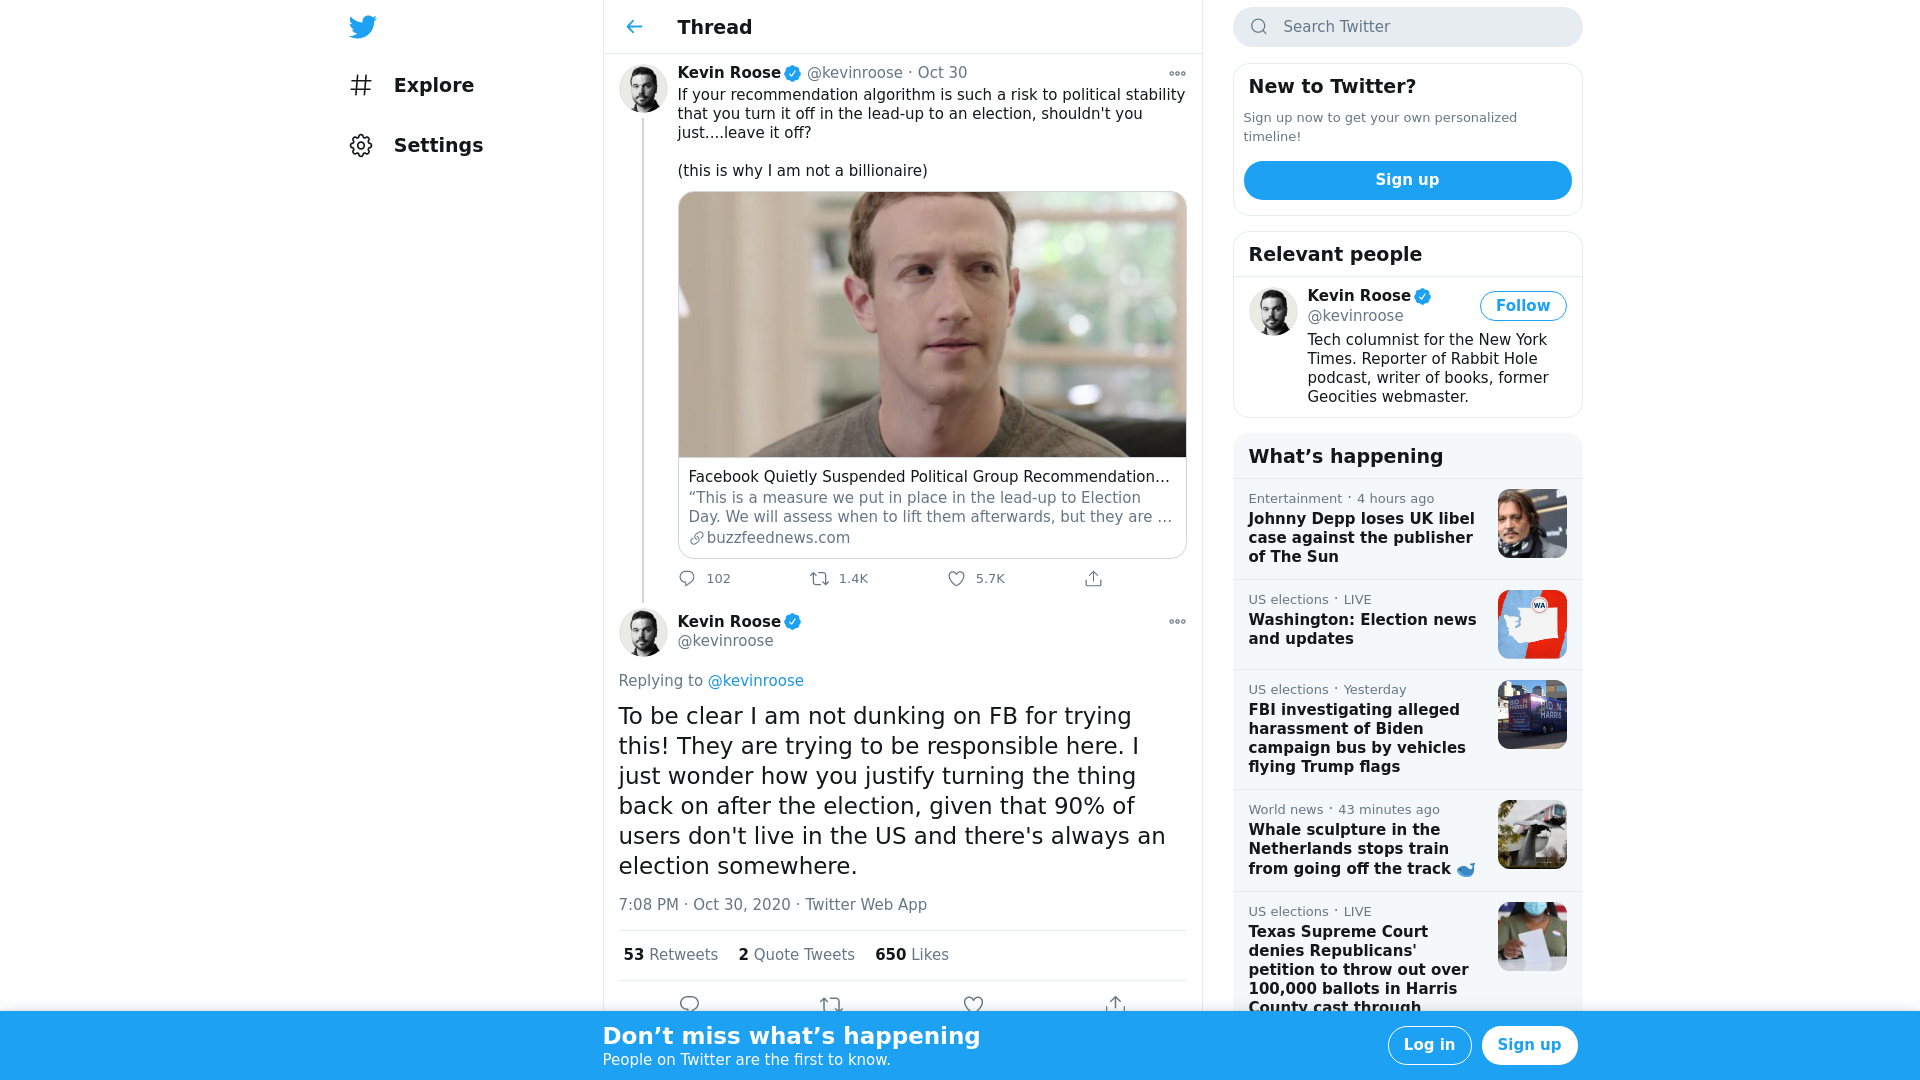 Explore
Settings
Thread
Kevin Roose @kevinroose · Oct 30
If your recommendation algorithm is such a risk to political stability
that you turn it off in the lead-up to an election, shouldn't you
just....leave it off?
(this is why I am not a billionaire)
Facebook Quietly Suspended Political Group Recommendation...
“This is a measure we put in place in the lead-up to Election
Day. We will assess when to lift them afterwards, but they are ...
buzzfeednews.com
102 1.4K 5.7K
Kevin Roose
@kevinroose
Replying to @kevinroose
To be clear I am not dunking on FB for trying
this! They are trying to be responsible here. I
just wonder how you justify turning the thing
back on after the election, given that 90% of
users don't live in the US and there's always an
election somewhere.
7:08 PM · Oct 30, 2020 · Twitter Web App
53 Retweets 2 Quote Tweets 650 Likes
Search Twitter
New to Twitter?
Sign up now to get your own personalized
timeline!
Sign up
Relevant people
Kevin Roose
@kevinroose
Follow
Tech columnist for the New York
Times. Reporter of Rabbit Hole
podcast, writer of books, former
Geocities webmaster.
What’s happening
Entertainment · 4 hours ago
Johnny Depp loses UK libel
case against the publisher
of The Sun
US elections · LIVE
Washington: Election news
and updates
WA
US elections · Yesterday
FBI investigating alleged
harassment of Biden
campaign bus by vehicles
flying Trump flags
World news · 43 minutes ago
Whale sculpture in the
Netherlands stops train
from going off the track 🐋
US elections · LIVE
Texas Supreme Court
denies Republicans'
petition to throw out over
100,000 ballots in Harris
County cast through
Don’t miss what’s happening
People on Twitter are the first to know.
Log in
Sign up